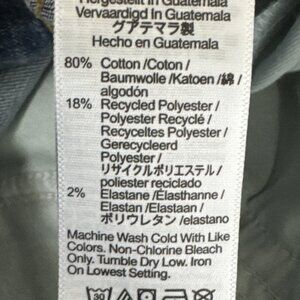 Hergestellt in Guatemala
Vervaardigd In Guatemala
グアテマラ製
Hecho en Guatemala
80% Cotton /Coton /
Baumwolle /Katoen /綿 /
algodón
18% Recycled Polyester /
Polyester Recyclé /
Recyceltes Polyester /
Gerecycleerd
Polyester /
リサイクルポリエステル /
poliester reciclado
2% Elastane /Élasthanne /
Elastan /Elastaan /
ポリウレタン /elastano
Machine Wash Cold With Like
Colors. Non-Chlorine Bleach
Only. Tumble Dry Low. Iron
On Lowest Setting.
30